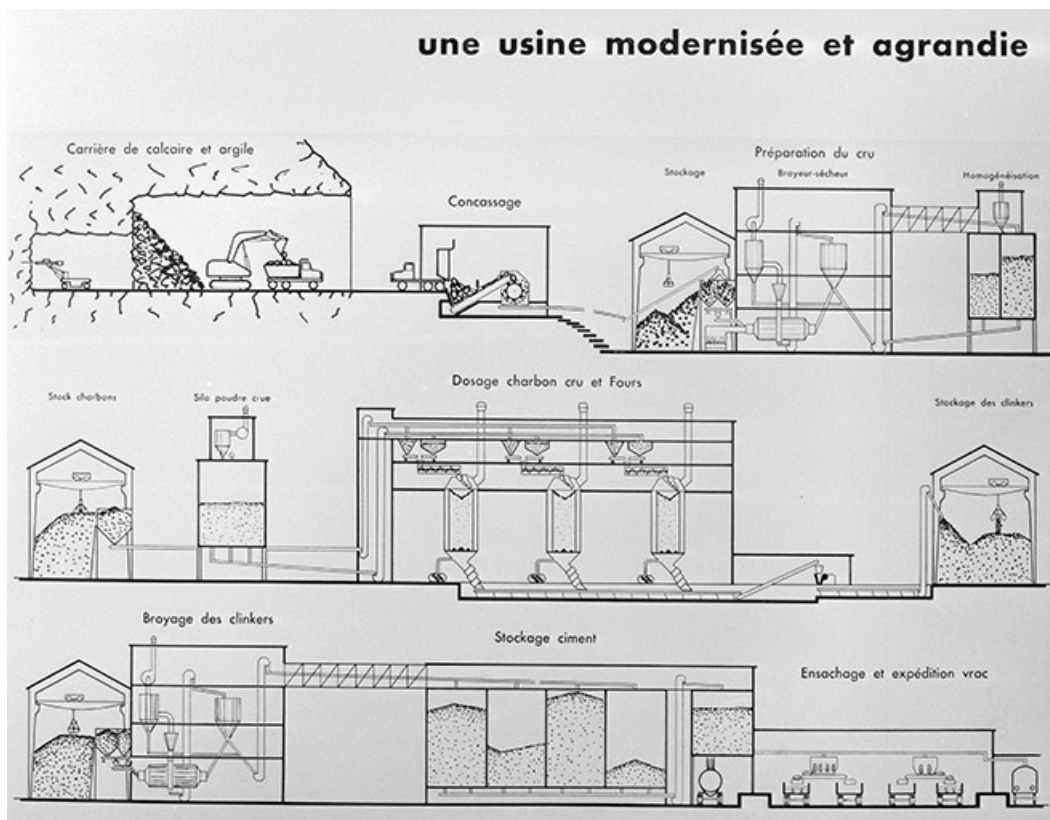 une usine modernisée et agrandie
Carrière de calcaire et argile
Concassage
Préparation du cru
Stockage
Broyeur-sécheur
Homogénéisation
Stock charbons
Silo poudre crue
Dosage charbon cru et Fours
Stockage des clinkers
Broyage des clinkers
Stockage ciment
Ensachage et expédition vrac